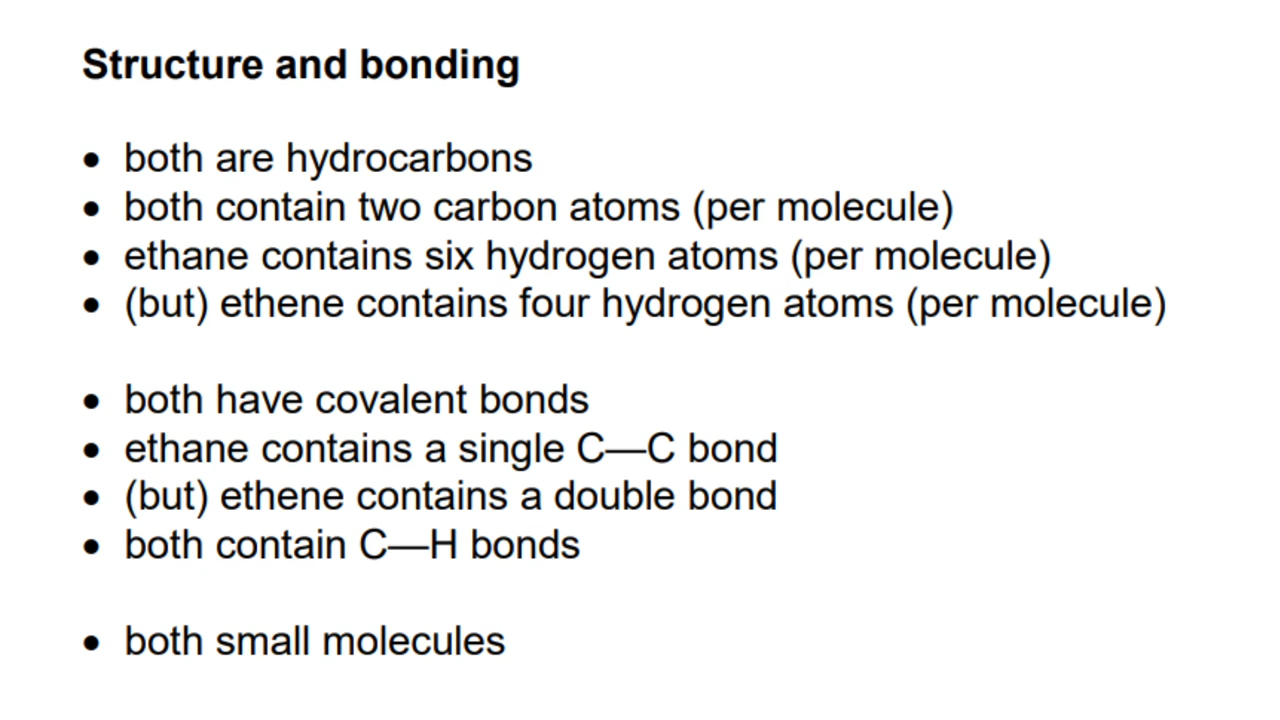 Structure and bonding
• both are hydrocarbons
• both contain two carbon atoms (per molecule)
• ethane contains six hydrogen atoms (per molecule)
• (but) ethene contains four hydrogen atoms (per molecule)
• both have covalent bonds
• ethane contains a single C—C bond
• (but) ethene contains a double bond
• both contain C—H bonds
• both small molecules